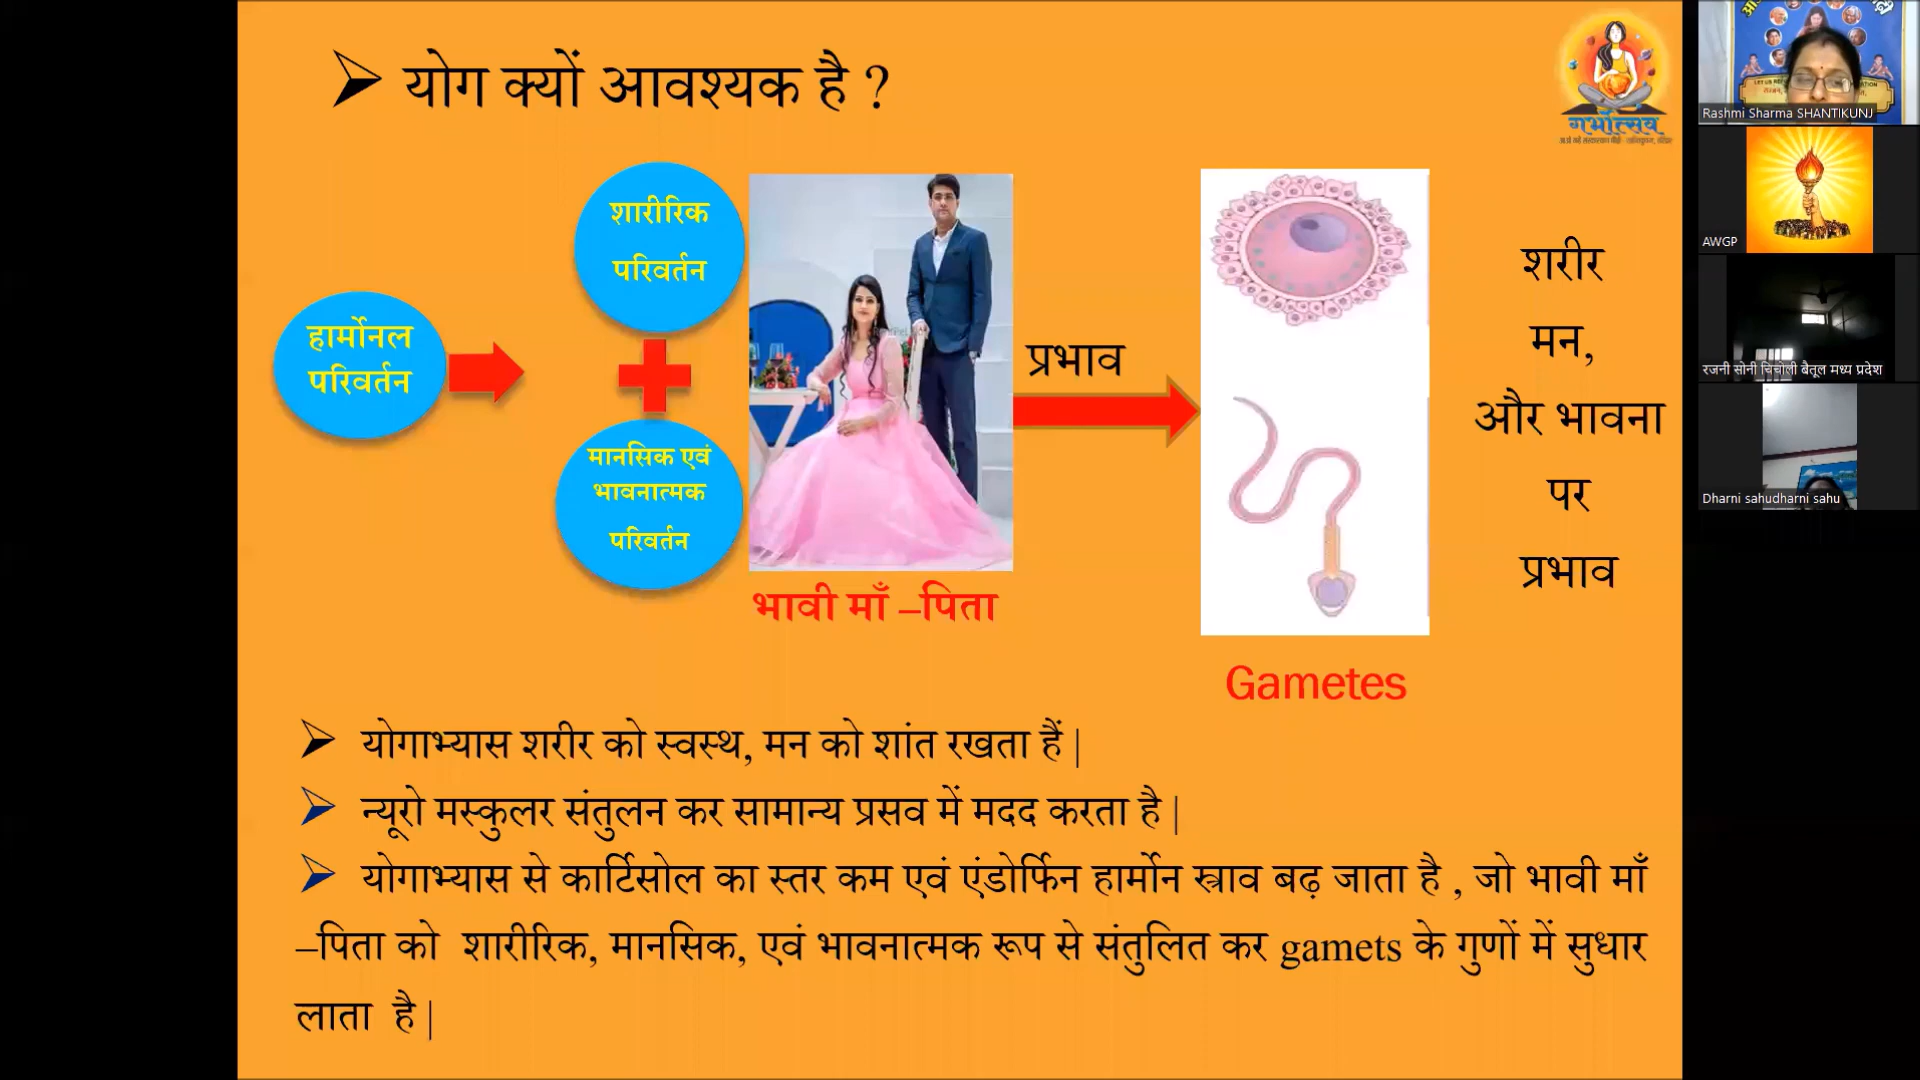 योग क्यों आवश्यक है ?
गर्भोत्सव
हार्मोनल
परिवर्तन
शारीरिक
परिवर्तन
मानसिक एवं
भावनात्मक
परिवर्तन
भावी माँ –पिता
प्रभाव
Gametes
शरीर
मन,
और भावना
पर
प्रभाव
योगाभ्यास शरीर को स्वस्थ, मन को शांत रखता हैं |
न्यूरो मस्कुलर संतुलन कर सामान्य प्रसव में मदद करता है |
योगाभ्यास से कार्टिसोल का स्तर कम एवं एंडोर्फिन हार्मोन स्त्राव बढ़ जाता है , जो भावी माँ
–पिता को शारीरिक, मानसिक, एवं भावनात्मक रूप से संतुलित कर gamets के गुणों में सुधार
लाता है |
Rashmi Sharma SHANTIKUNJ
AWGP
रजनी सोनी चिचोली बैतूल मध्य प्रदेश
Dharni sahudharni sahu